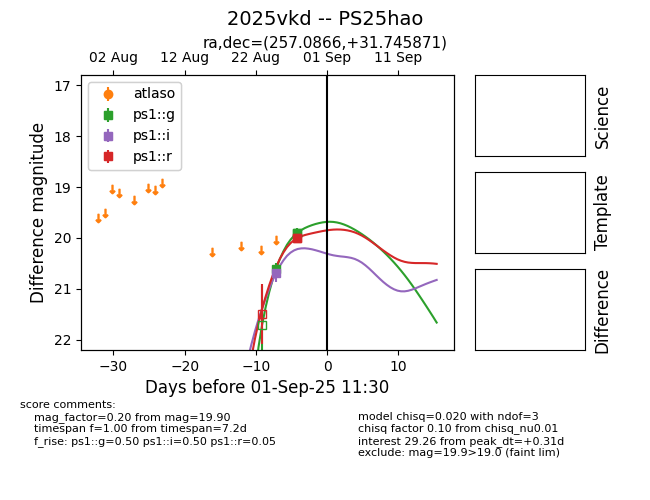 2025vkd -- PS25hao
ra,dec=(257.0866,+31.745871)
02 Aug 12 Aug 22 Aug 01 Sep 11 Sep
17
18
19
20
21
22
Difference magnitude
atlaso
ps1::g
ps1::i
ps1::r
−30 −20 −10 0 10
Days before 01-Sep-25 11:30
Science
Template
Difference
score comments:
mag_factor=0.20 from mag=19.90
timespan f=1.00 from timespan=7.2d
f_rise: ps1::g=0.50 ps1::i=0.50 ps1::r=0.05
model chisq=0.020 with ndof=3
chisq factor 0.10 from chisq_nu0.01
interest 29.26 from peak_dt=+0.31d
exclude: mag=19.9>19.0 (faint lim)